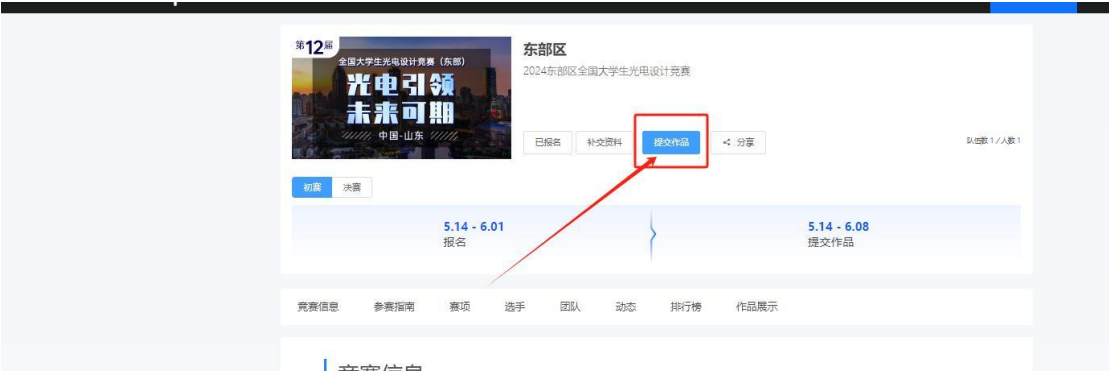 第12届
全国大学生光电设计竞赛（东部）
光电引领
未来可期
中国-山东
东部区
2024东部区全国大学生光电设计竞赛
已报名 补交资料 提交作品 分享
队伍数 1 / 人数 1
初赛 决赛
5.14 - 6.01
报名
5.14 - 6.08
提交作品
竞赛信息 参赛指南 赛项 选手 团队 动态 排行榜 作品展示
竞赛信息